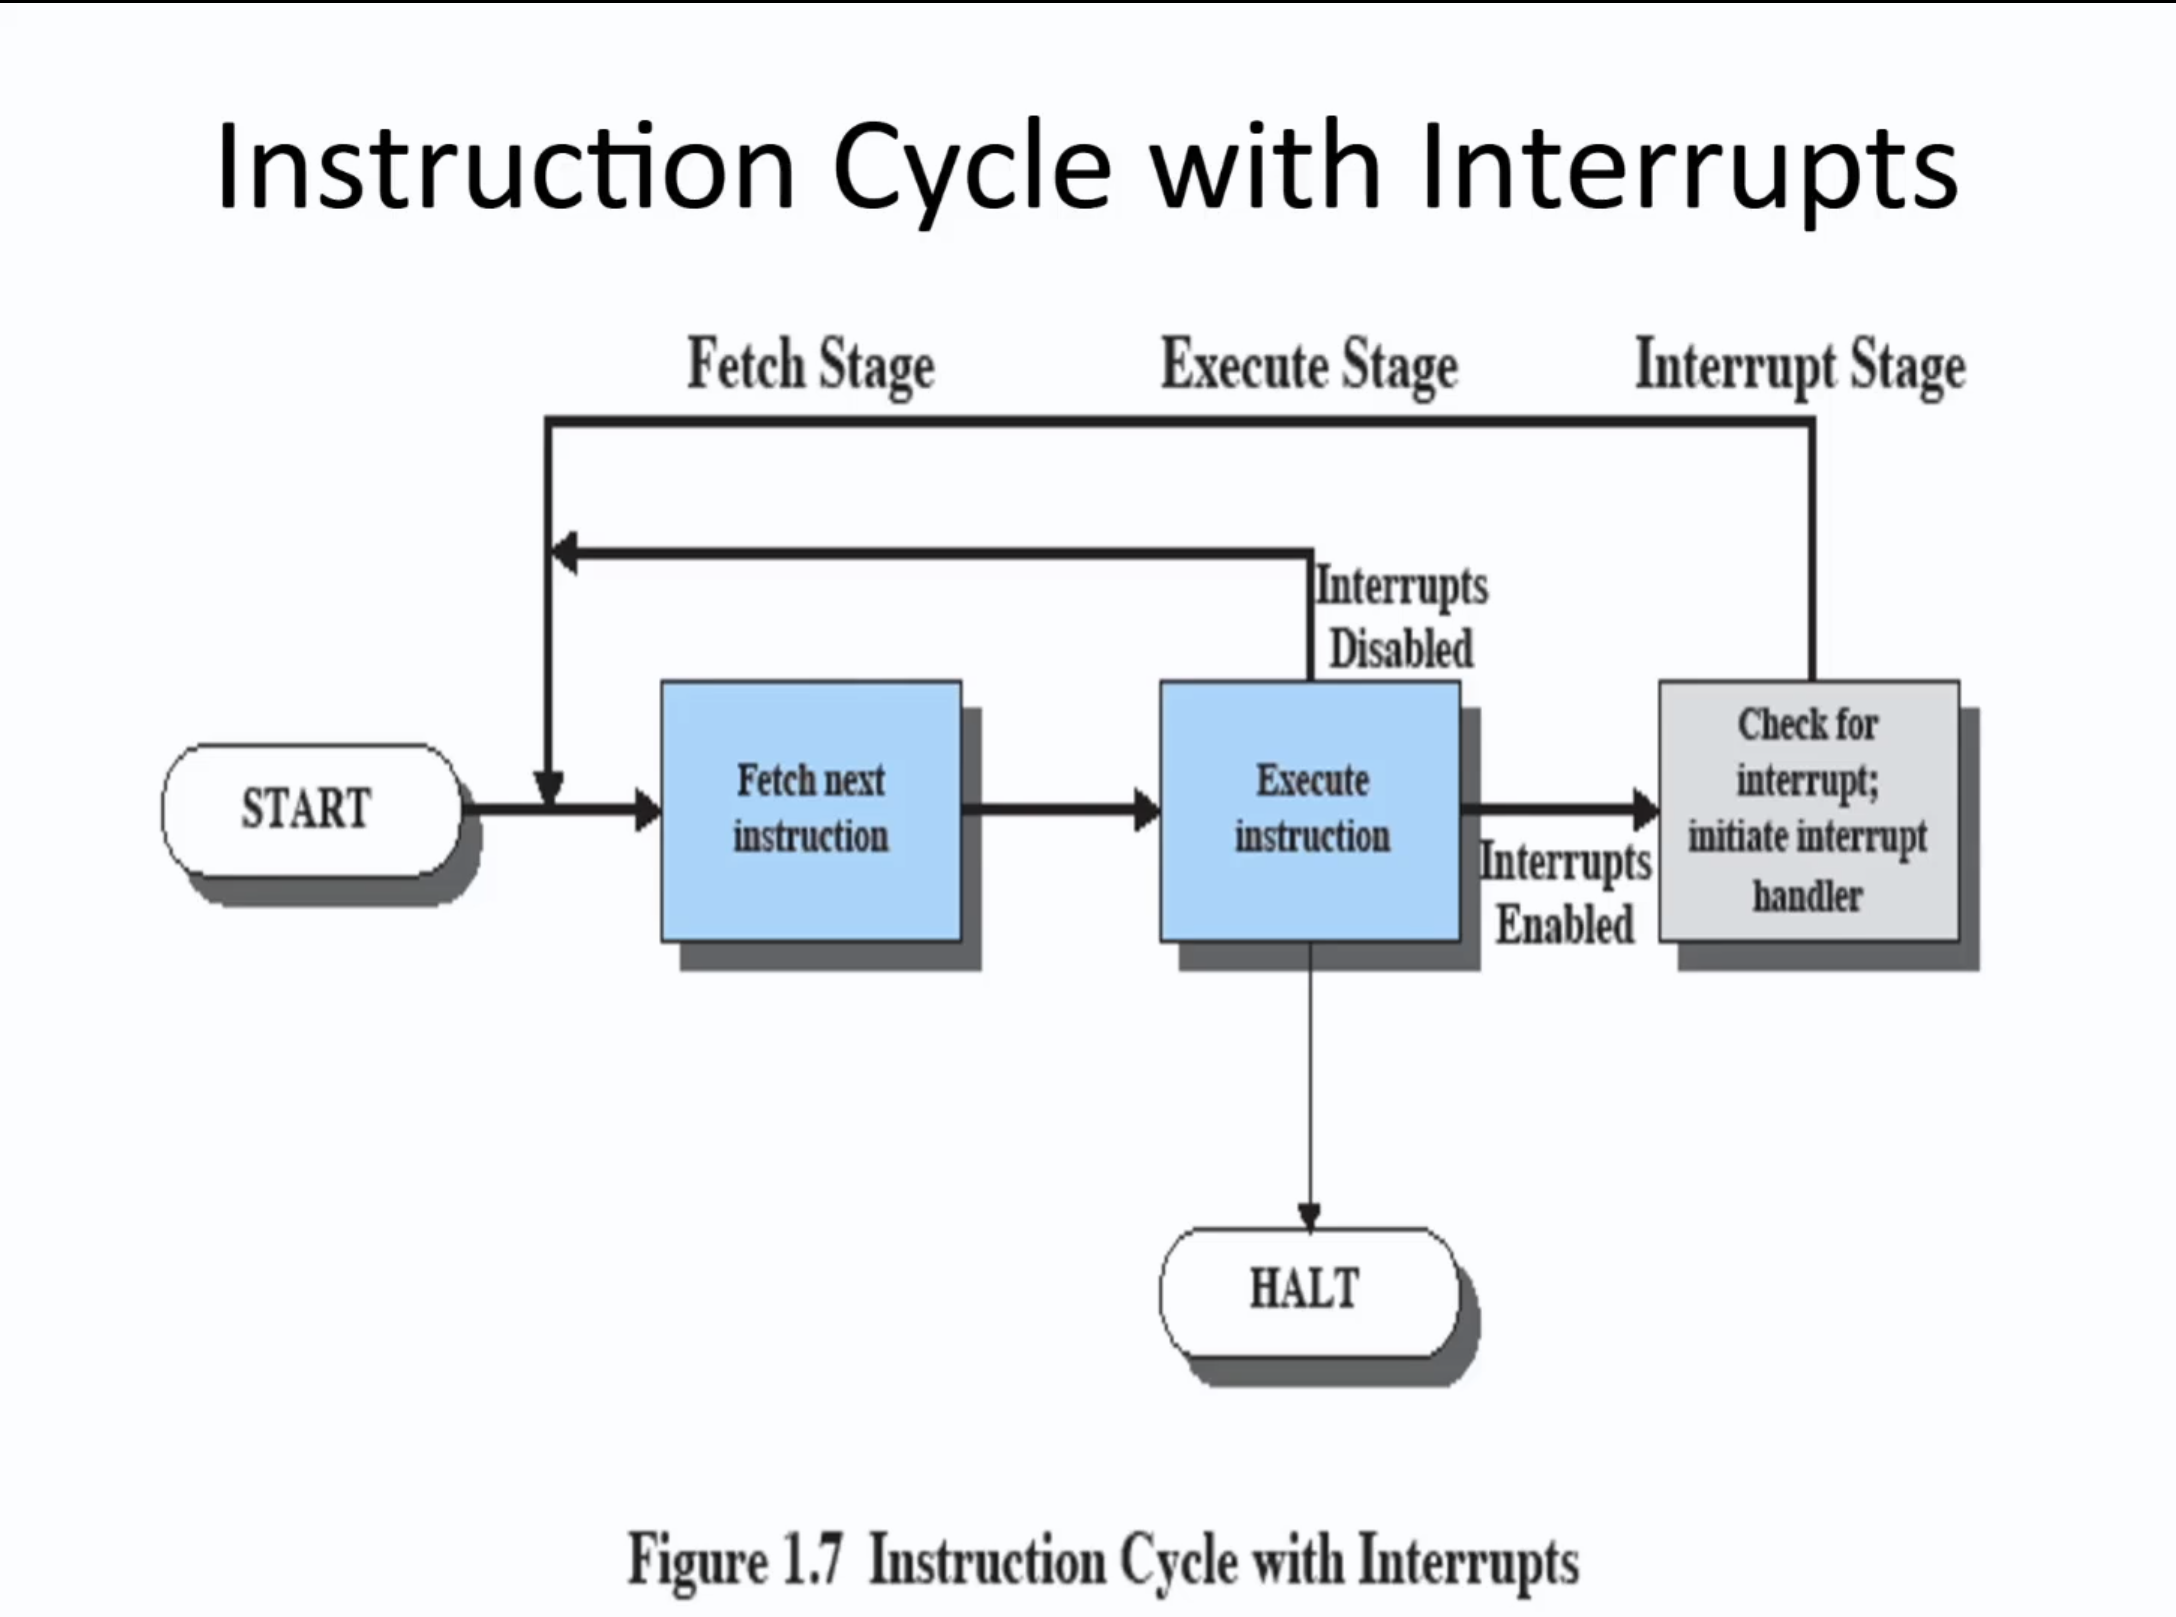 Instruction Cycle with Interrupts
Fetch Stage
Execute Stage
Interrupt Stage
Interrupts
Disabled
START
Fetch next
instruction
Execute
instruction
Interrupts
Enabled
Check for
interrupt;
initiate interrupt
handler
HALT
Figure 1.7 Instruction Cycle with Interrupts